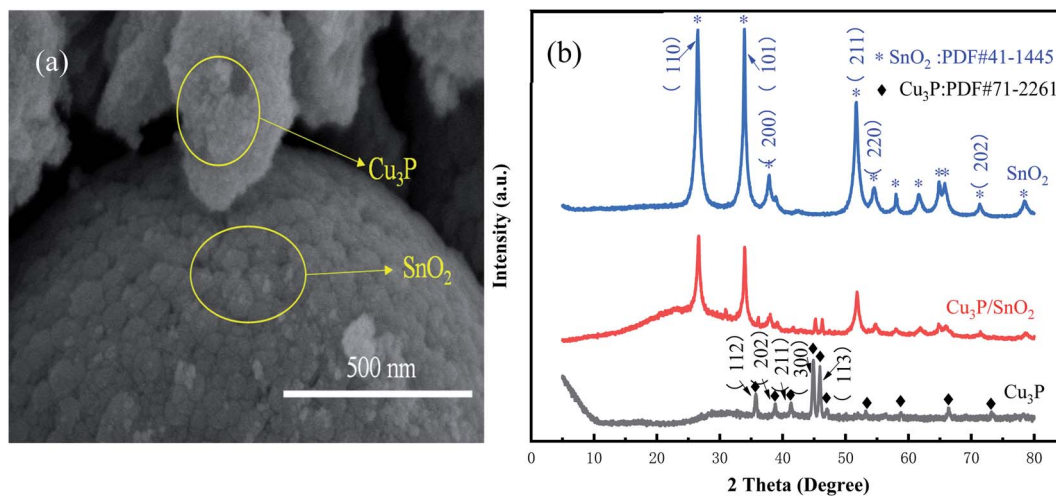 (a)
Cu₃P
SnO₂
500 nm
(b)
Intensity (a.u.)
(110)
(101)
(200)
(211)
(220)
(202)
* SnO₂ :PDF#41-1445
◆ Cu₃P:PDF#71-2261
SnO₂
Cu₃P/SnO₂
(112)
(202)
(211)
(300)
(113)
Cu₃P
0 10 20 30 40 50 60 70 80
2 Theta (Degree)